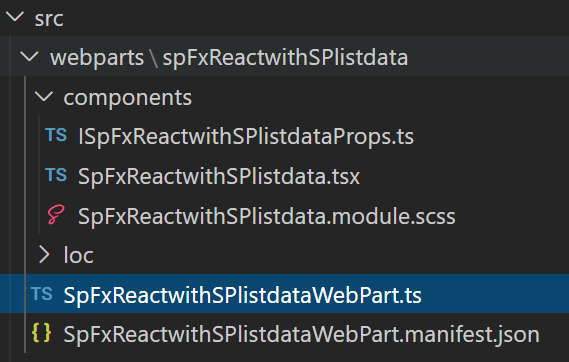 src
webparts \ spFxReactwithSPlistdata
components
TS ISpFxReactwithSPlistdataProps.ts
TS SpFxReactwithSPlistdata.tsx
SpFxReactwithSPlistdata.module.scss
loc
TS SpFxReactwithSPlistdataWebPart.ts
{} SpFxReactwithSPlistdataWebPart.manifest.json